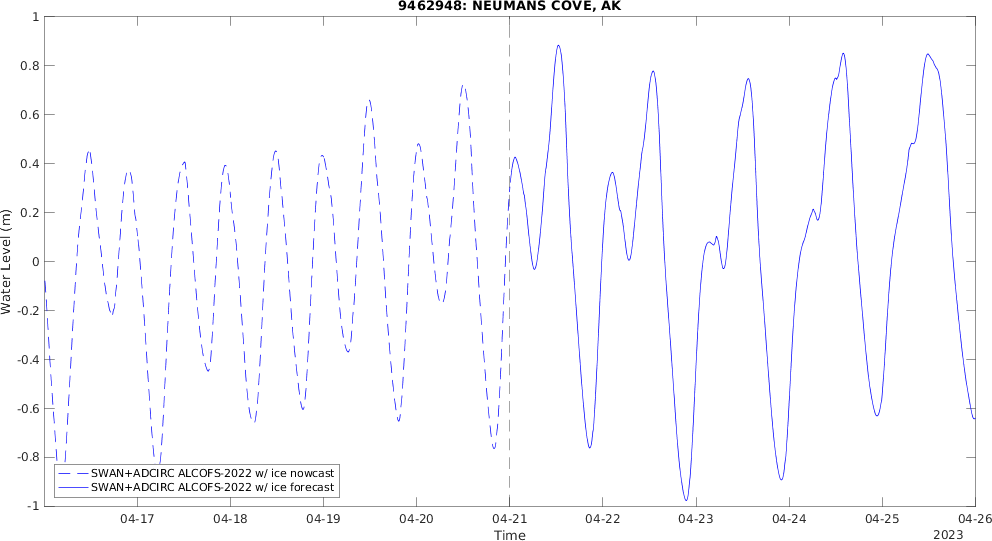 9462948: NEUMANS COVE, AK
1
0.8
0.6
0.4
0.2
0
-0.2
-0.4
-0.6
-0.8
-1
Water Level (m)
SWAN+ADCIRC ALCOFS-2022 w/ ice nowcast
SWAN+ADCIRC ALCOFS-2022 w/ ice forecast
04-17 04-18 04-19 04-20 04-21 04-22 04-23 04-24 04-25 04-26
Time
2023